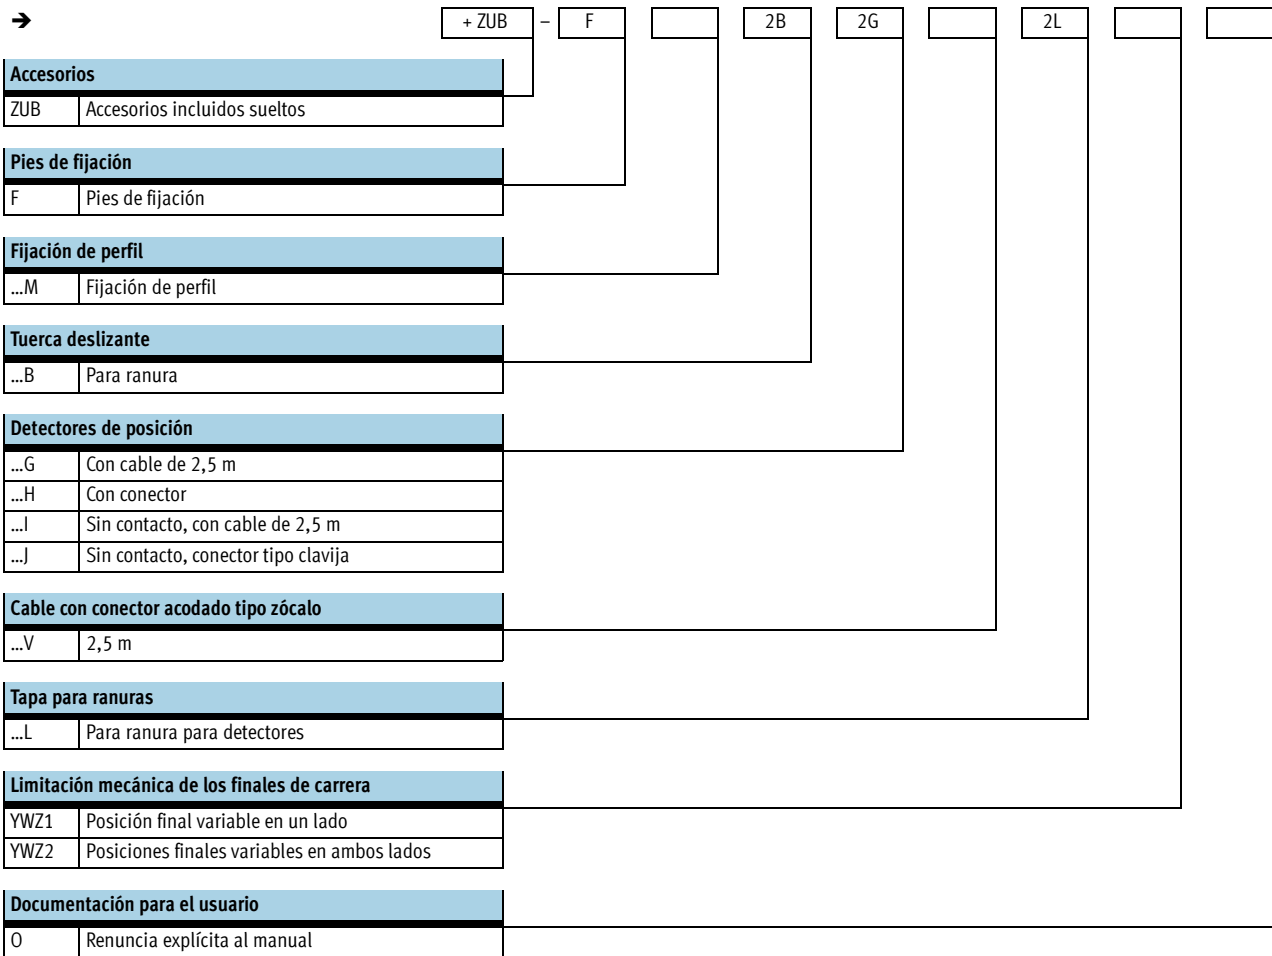 ➔ + ZUB – F 2B 2G 2L
Accesorios
ZUB Accesorios incluidos sueltos
Pies de fijación
F Pies de fijación
Fijación de perfil
...M Fijación de perfil
Tuerca deslizante
...B Para ranura
Detectores de posición
...G Con cable de 2,5 m
...H Con conector
...I Sin contacto, con cable de 2,5 m
...J Sin contacto, conector tipo clavija
Cable con conector acodado tipo zócalo
...V 2,5 m
Tapa para ranuras
...L Para ranura para detectores
Limitación mecánica de los finales de carrera
YWZ1 Posición final variable en un lado
YWZ2 Posiciones finales variables en ambos lados
Documentación para el usuario
O Renuncia explícita al manual